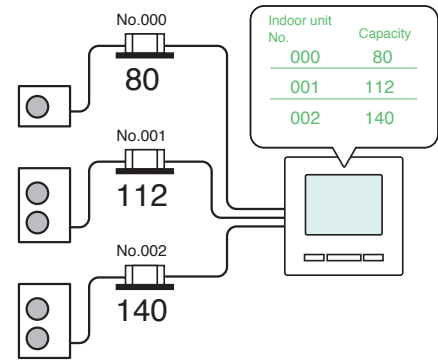 No.000
80
No.001
112
No.002
140
Indoor unit
No. Capacity
000 80
001 112
002 140